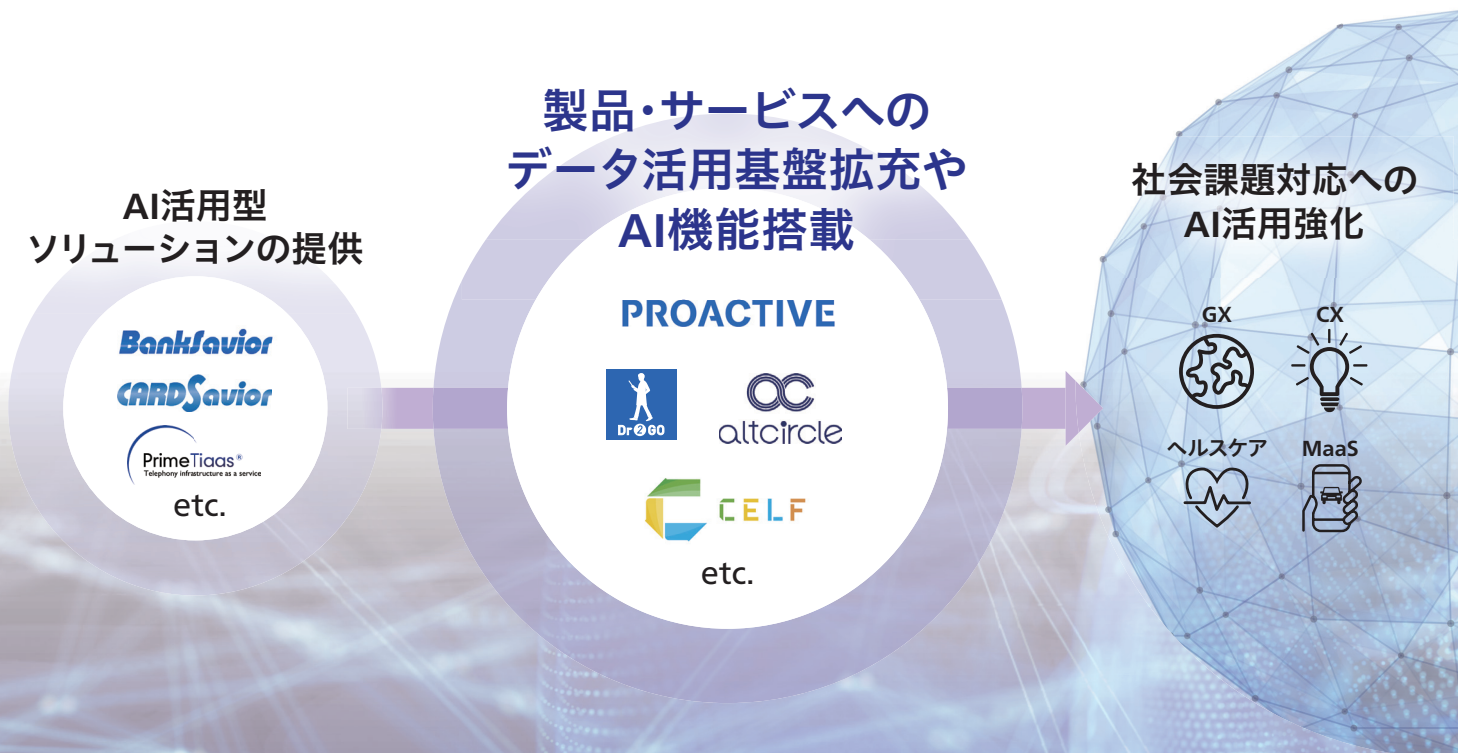 AI活用型
ソリューションの提供
BankSavior
CARDSavior
PrimeTiaas®
Telephony infrastructure as a service
etc.
製品・サービスへの
データ活用基盤拡充や
AI機能搭載
PROACTIVE
Dr2GO
altcircle
CELF
etc.
社会課題対応への
AI活用強化
GX
CX
ヘルスケア
MaaS